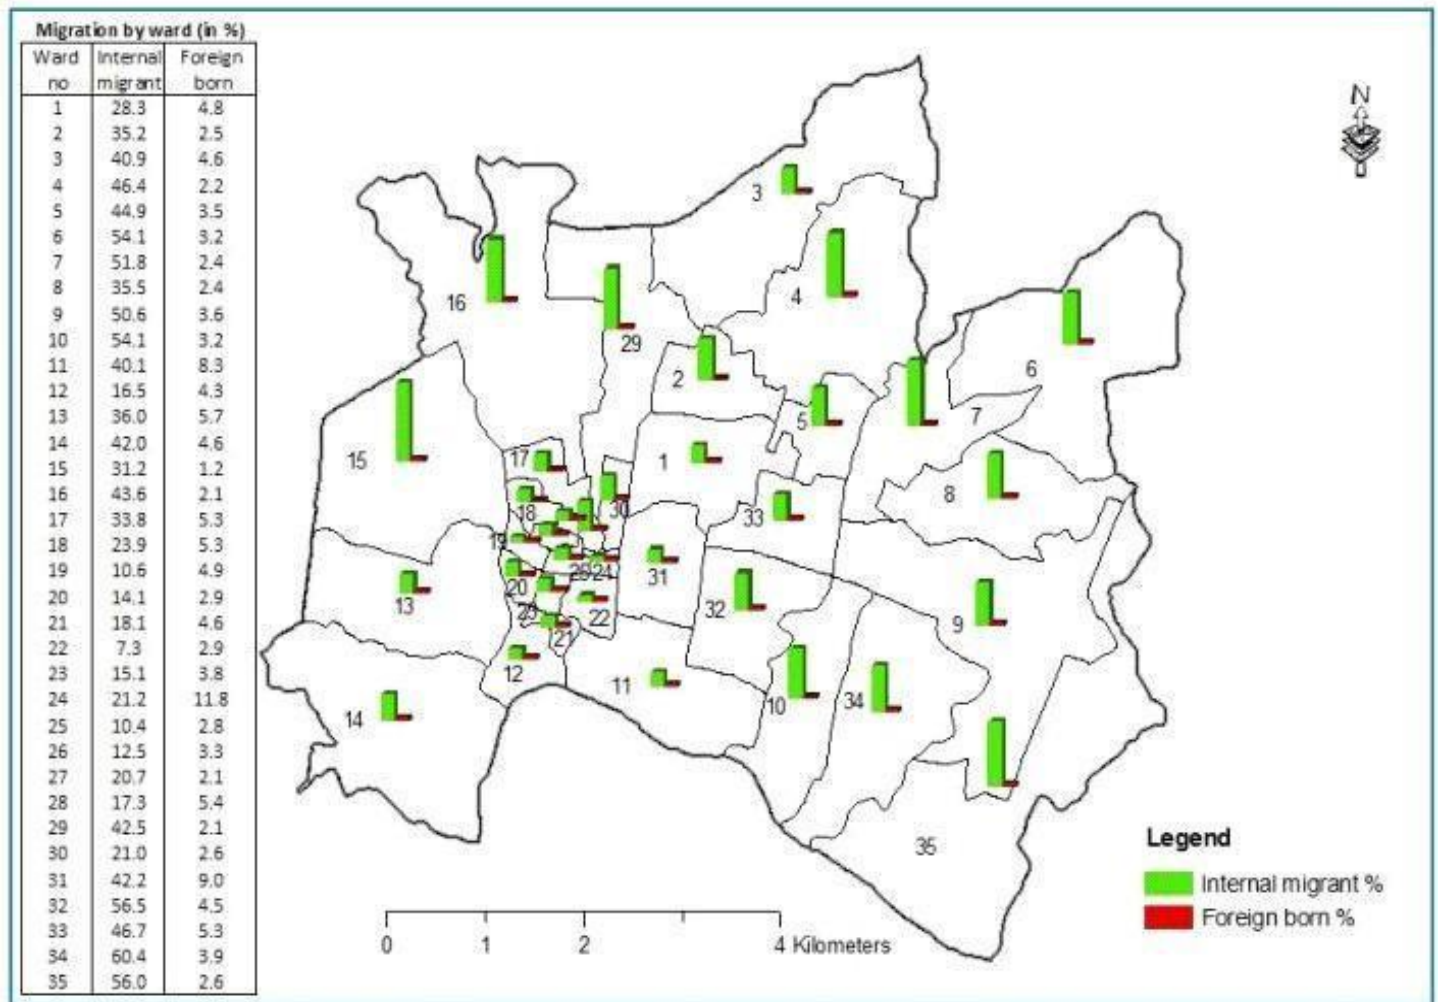 Migration by ward (in %)
Ward no Internal migrant Foreign born
1 28.3 4.8
2 35.2 2.5
3 40.9 4.6
4 46.4 2.2
5 44.9 3.5
6 54.1 3.2
7 51.8 2.4
8 35.5 2.4
9 50.6 3.6
10 54.1 3.2
11 40.1 8.3
12 16.5 4.3
13 36.0 5.7
14 42.0 4.6
15 31.2 1.2
16 43.6 2.1
17 33.8 5.3
18 23.9 5.3
19 10.6 4.9
20 14.1 2.9
21 18.1 4.6
22 7.3 2.9
23 15.1 3.8
24 21.2 11.8
25 10.4 2.8
26 12.5 3.3
27 20.7 2.1
28 17.3 5.4
29 42.5 2.1
30 21.0 2.6
31 42.2 9.0
32 56.5 4.5
33 46.7 5.3
34 60.4 3.9
35 56.0 2.6
N
3
16
4
29
6
2
5
7
15
17
1
8
18
30
33
19
24
31
20
13
22
32
9
21
12
11
10
34
14
35
Legend
Internal migrant %
Foreign born %
0 1 2 4 Kilometers